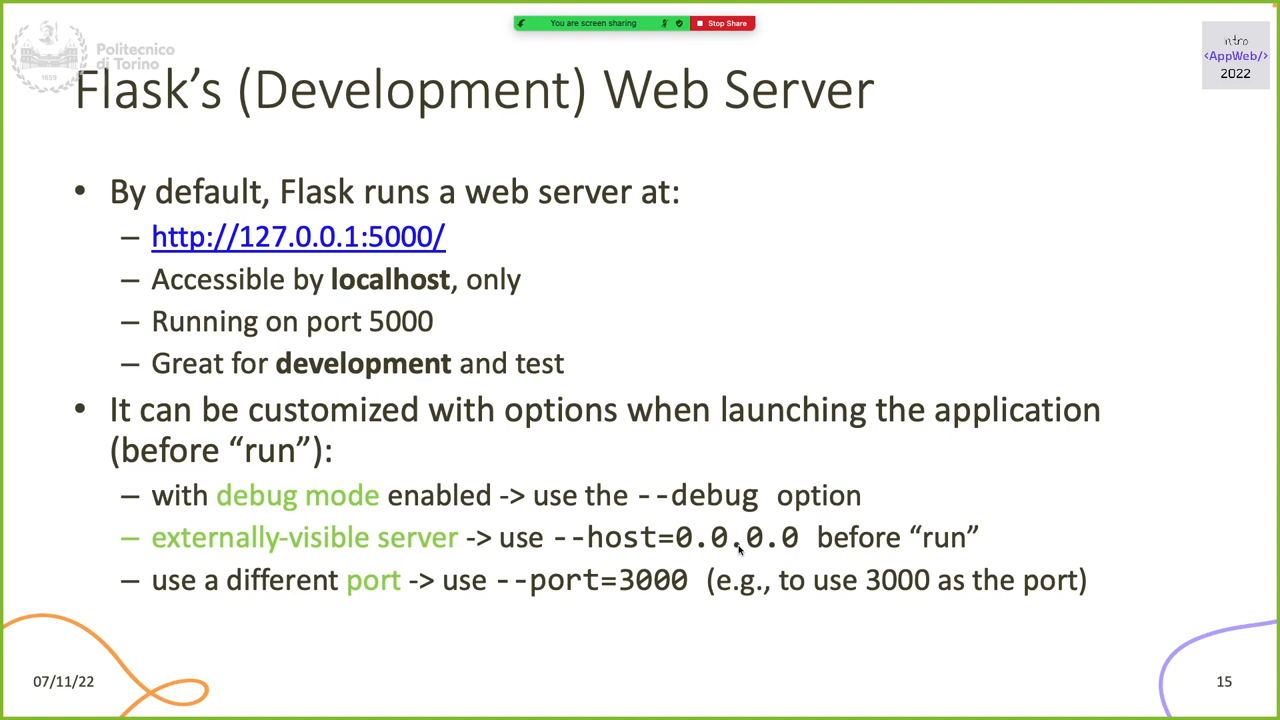 You are screen sharing
Stop Share
Politecnico
di Torino
1859
intro
<AppWeb/>
2022
Flask's (Development) Web Server
• By default, Flask runs a web server at:
– http://127.0.0.1:5000/
– Accessible by localhost, only
– Running on port 5000
– Great for development and test
• It can be customized with options when launching the application
(before “run”):
– with debug mode enabled -> use the --debug option
– externally-visible server -> use --host=0.0.0.0 before “run”
– use a different port -> use --port=3000 (e.g., to use 3000 as the port)
07/11/22
15